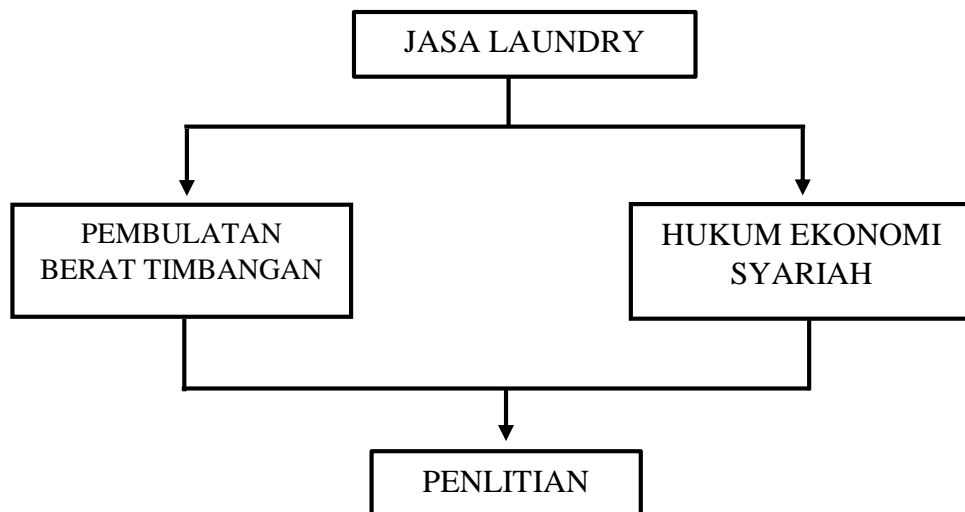 JASA LAUNDRY
PEMBULATAN
BERAT TIMBANGAN
HUKUM EKONOMI
SYARIAH
PENLITIAN